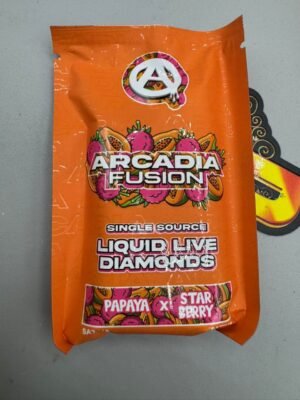 A
ARCADIA
FUSION
SINGLE SOURCE
LIQUID LIVE
DIAMONDS
PAPAYA X STAR
BERRY